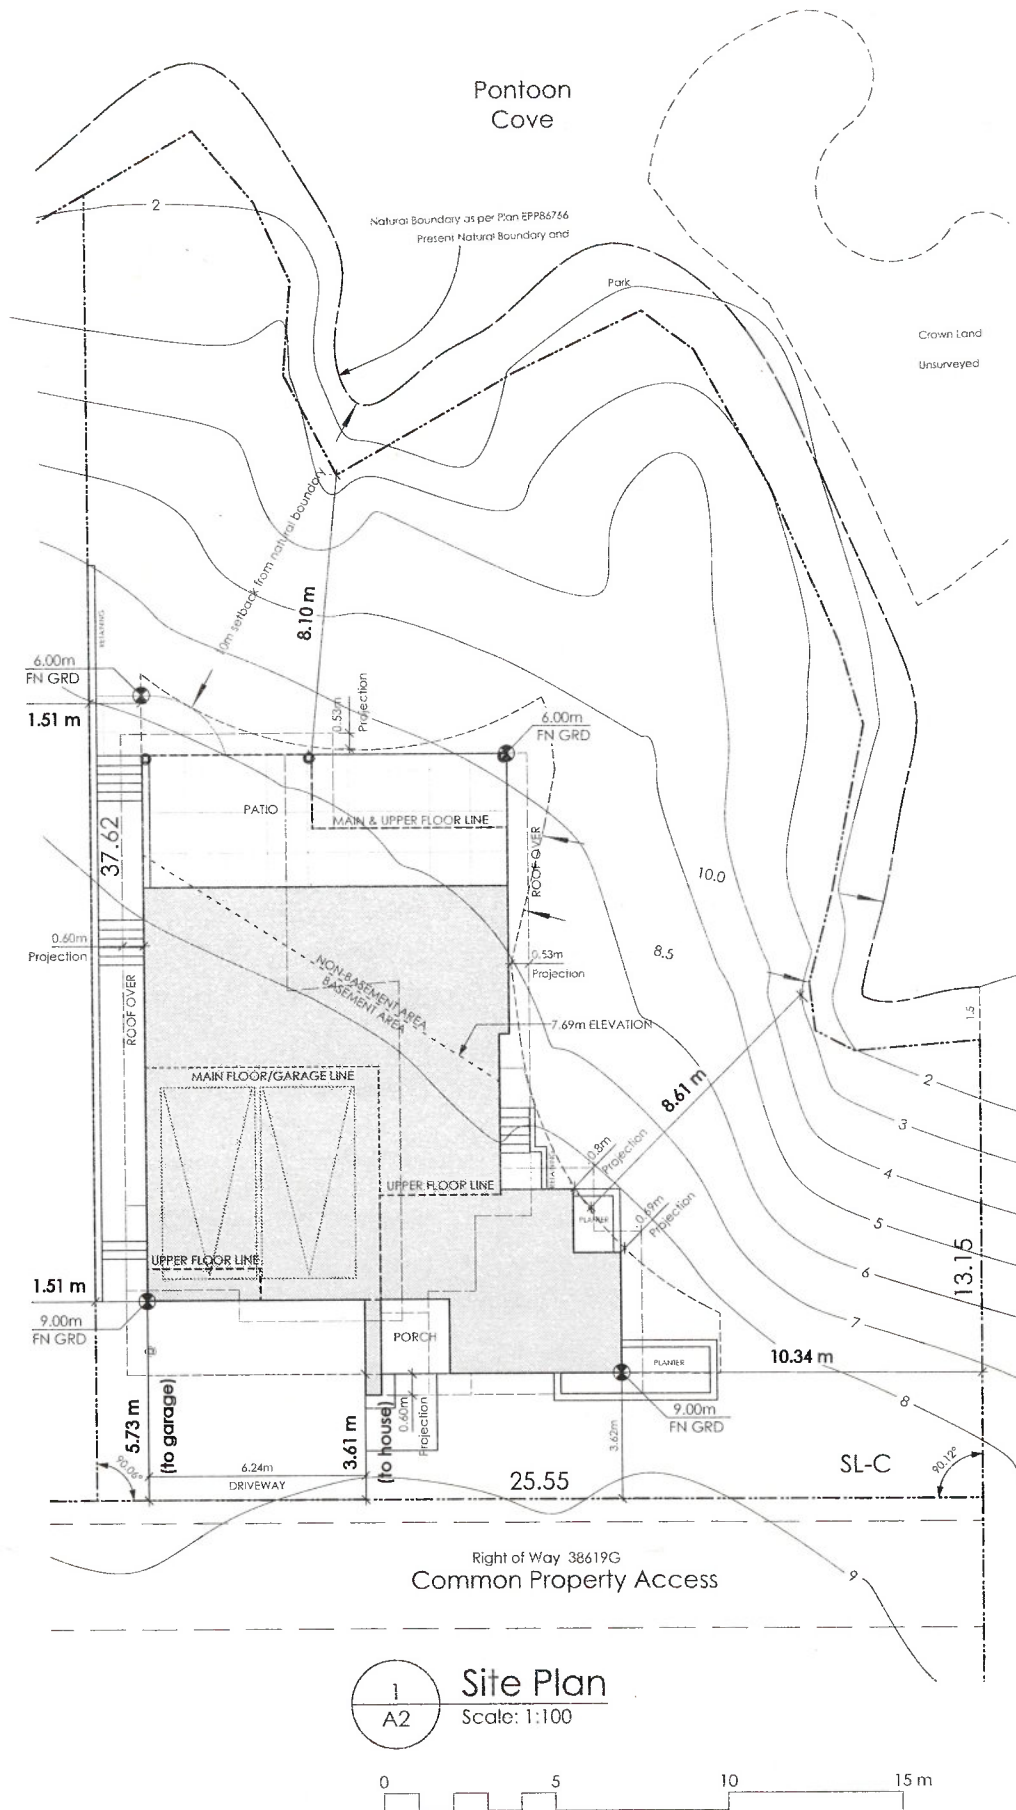 Pontoon
Cove
2
Natural Boundary as per Plan EPP86766
Present Natural Boundary and
Park
Crown Land
Unsurveyed
10m setback from natural boundary
8.10 m
RETAINING
6.00m
FN GRD
1.51 m
0.53m
Projection
6.00m
FN GRD
PATIO
MAIN & UPPER FLOOR LINE
37.62
ROOF OVER
10.0
0.60m
Projection
8.5
0.53m
Projection
NON-BASEMENT AREA
BASEMENT AREA
ROOF OVER
7.69m ELEVATION
1.5
MAIN FLOOR/GARAGE LINE
8.61 m
2
3
0.8m
Projection
4
UPPER FLOOR LINE
RETAINING
PLANTER
0.69m
Projection
5
UPPER FLOOR LINE
6
13.15
1.51 m
9.00m
FN GRD
7
PORCH
PLANTER
10.34 m
8
5.73 m
(to garage)
3.61 m
(to house)
0.60m
Projection
9.00m
FN GRD
3.62m
90.06°
6.24m
DRIVEWAY
25.55
SL-C
90.12°
Right of Way 38619G
Common Property Access
9
1
A2
Site Plan
Scale: 1:100
0 5 10 15 m